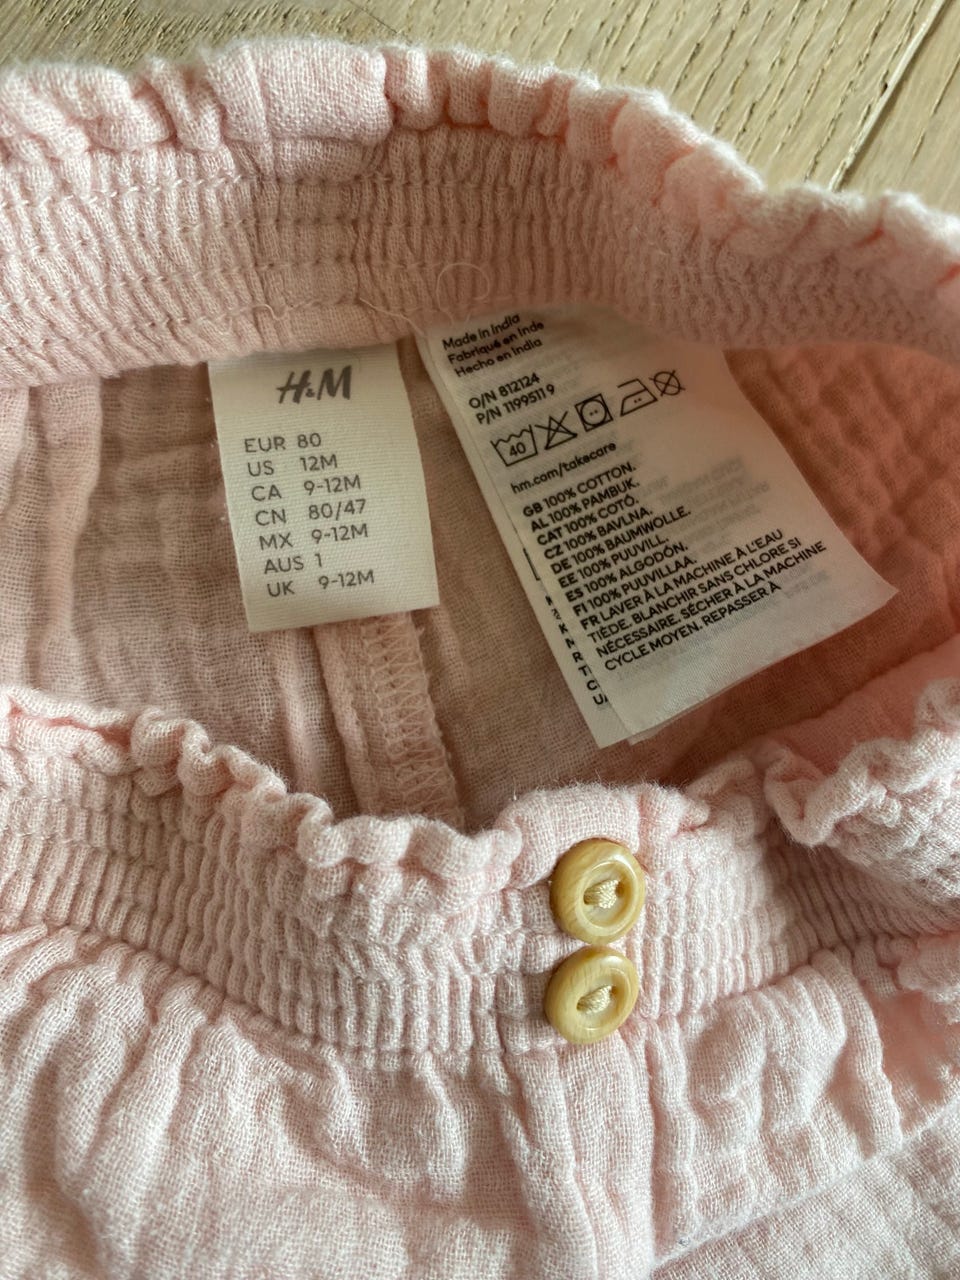 H&M
EUR 80
US 12M
CA 9-12M
CN 80/47
MX 9-12M
AUS 1
UK 9-12M
Made in India
Fabriqué en Inde
Hecho en India
O/N 812124
P/N 1199511 9
40
hm.com/takecare
GB 100% COTTON.
AL 100% PAMBUK.
CAT 100% COTÓ.
CZ 100% BAVLNA.
DE 100% BAUMWOLLE.
EE 100% PUUVILL.
ES 100% ALGODÓN.
FI 100% PUUVILLAA.
FR LAVER À LA MACHINE À L'EAU
TIÈDE. BLANCHIR SANS CHLORE SI
NÉCESSAIRE. SÉCHER À LA MACHINE
CYCLE MOYEN. REPASSER À